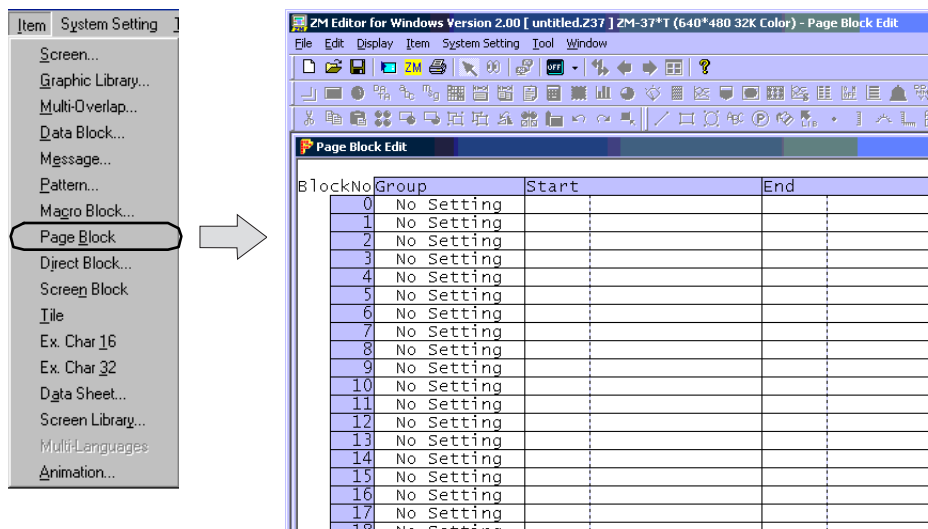 Item System Setting
Screen...
Graphic Library...
Multi-Overlap...
Data Block...
Message...
Pattern...
Macro Block...
Page Block
Direct Block...
Screen Block
Tile
Ex. Char 16
Ex. Char 32
Data Sheet...
Screen Library...
Multi-Languages
Animation...
ZM Editor for Windows Version 2.00 [ untitled.Z37 ] ZM-37*T (640*480 32K Color) - Page Block Edit
File Edit Display Item System Setting Tool Window
ZM OFF
Page Block Edit
BlockNo Group Start End
0 No Setting
1 No Setting
2 No Setting
3 No Setting
4 No Setting
5 No Setting
6 No Setting
7 No Setting
8 No Setting
9 No Setting
10 No Setting
11 No Setting
12 No Setting
13 No Setting
14 No Setting
15 No Setting
16 No Setting
17 No Setting
18 No Setting